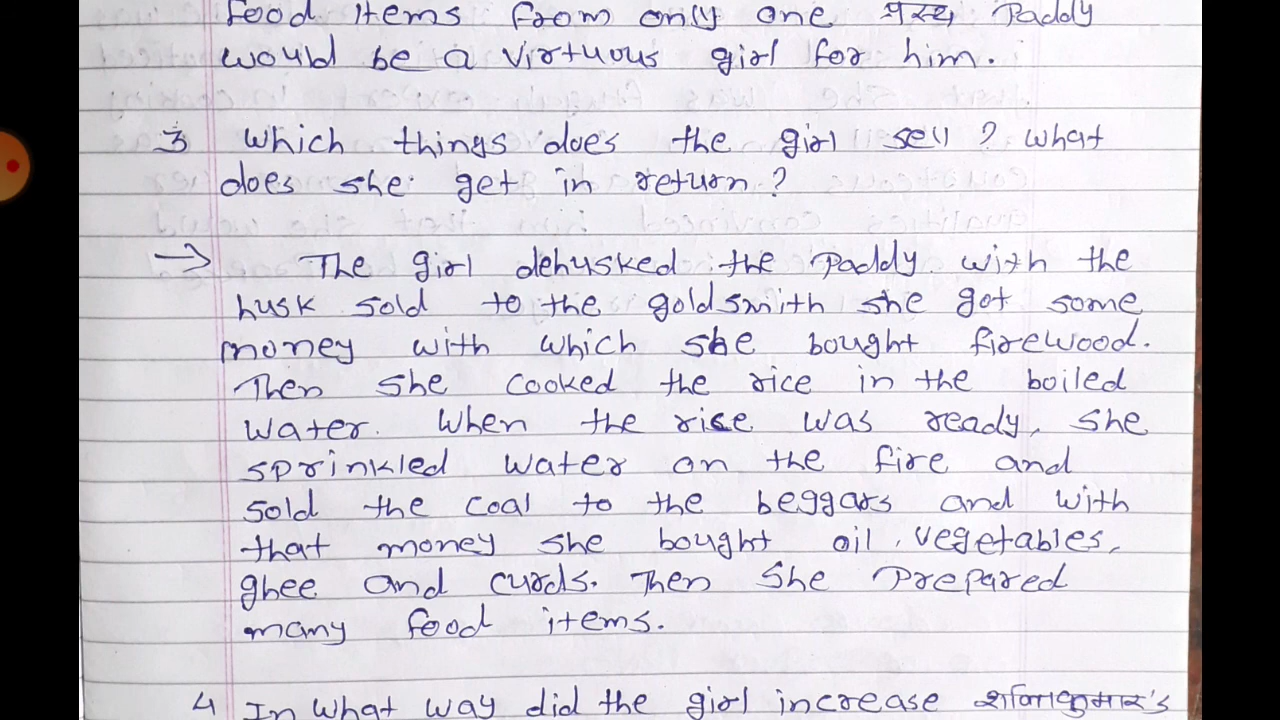 food items from only one प्रस्थ Paddy
would be a virtuous girl for him.
3 Which things does the girl sell ? What
does she get in return ?
→ The girl dehusked the Paddy with the
husk sold to the goldsmith she got some
money with which she bought firewood.
Then she cooked the rice in the boiled
water. When the rise was ready, she
sprinkled water on the fire and
sold the coal to the beggars and with
that money she bought oil, vegetables,
ghee and curds. Then she Prepared
many food items.
4 In what way did the girl increase शक्तिकुमार's